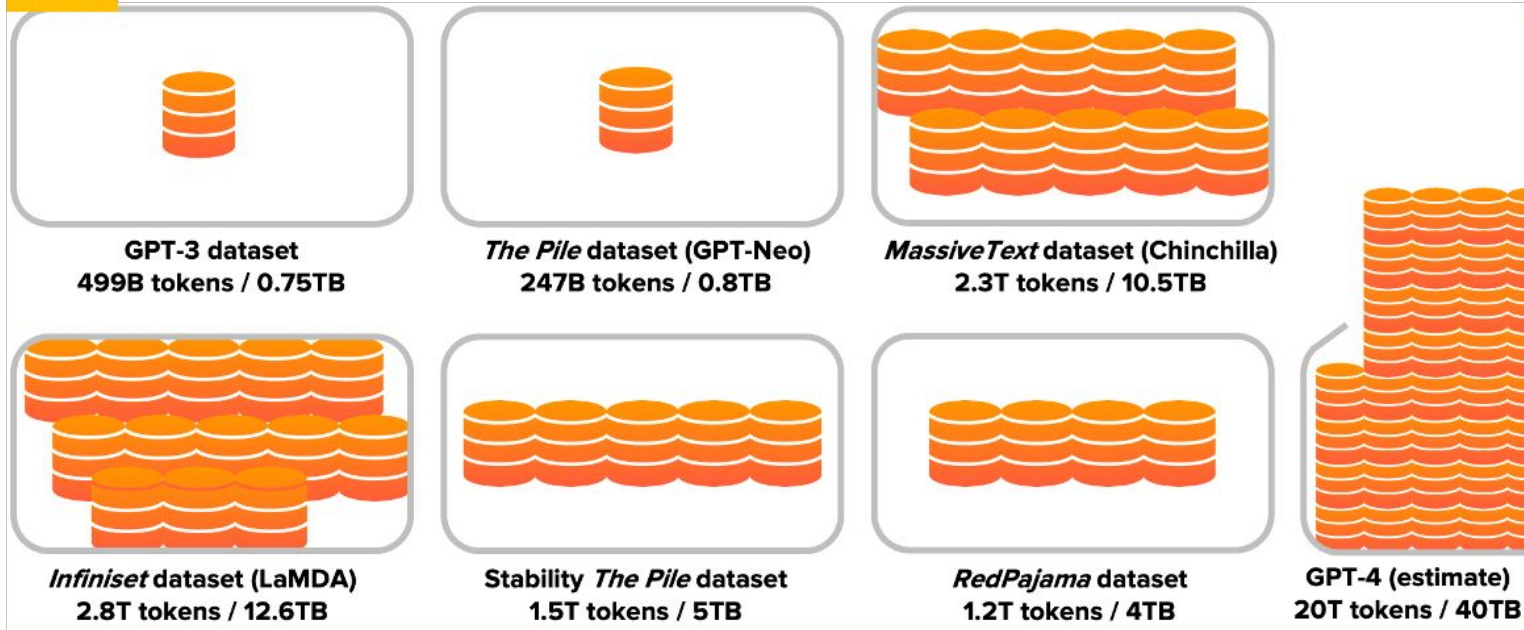 GPT-3 dataset
499B tokens / 0.75TB
The Pile dataset (GPT-Neo)
247B tokens / 0.8TB
MassiveText dataset (Chinchilla)
2.3T tokens / 10.5TB
Infiniset dataset (LaMDA)
2.8T tokens / 12.6TB
Stability The Pile dataset
1.5T tokens / 5TB
RedPajama dataset
1.2T tokens / 4TB
GPT-4 (estimate)
20T tokens / 40TB